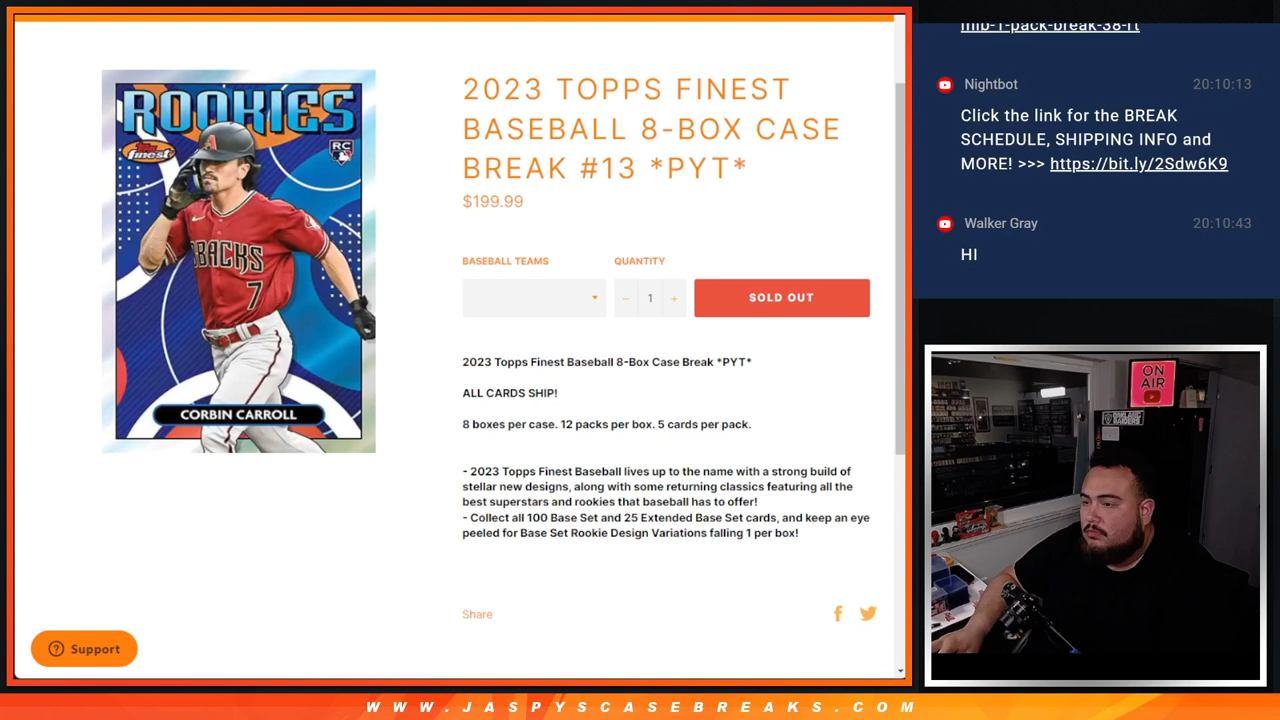 ROOKIES
Topps
finest
RC
DBACKS
7
CORBIN CARROLL
2023 TOPPS FINEST
BASEBALL 8-BOX CASE
BREAK #13 *PYT*
$199.99
BASEBALL TEAMS
QUANTITY
−
1
+
SOLD OUT
2023 Topps Finest Baseball 8-Box Case Break *PYT*
ALL CARDS SHIP!
8 boxes per case. 12 packs per box. 5 cards per pack.
- 2023 Topps Finest Baseball lives up to the name with a strong build of
stellar new designs, along with some returning classics featuring all the
best superstars and rookies that baseball has to offer!
- Collect all 100 Base Set and 25 Extended Base Set cards, and keep an eye
peeled for Base Set Rookie Design Variations falling 1 per box!
Share
Support
mlb-1-pack-break-38-rt
Nightbot
20:10:13
Click the link for the BREAK
SCHEDULE, SHIPPING INFO and
MORE! >>> https://bit.ly/2Sdw6K9
Walker Gray
20:10:43
HI
ON
AIR
OAKLAND
RAIDERS
WWW.JASPYSCASEBREAKS.COM